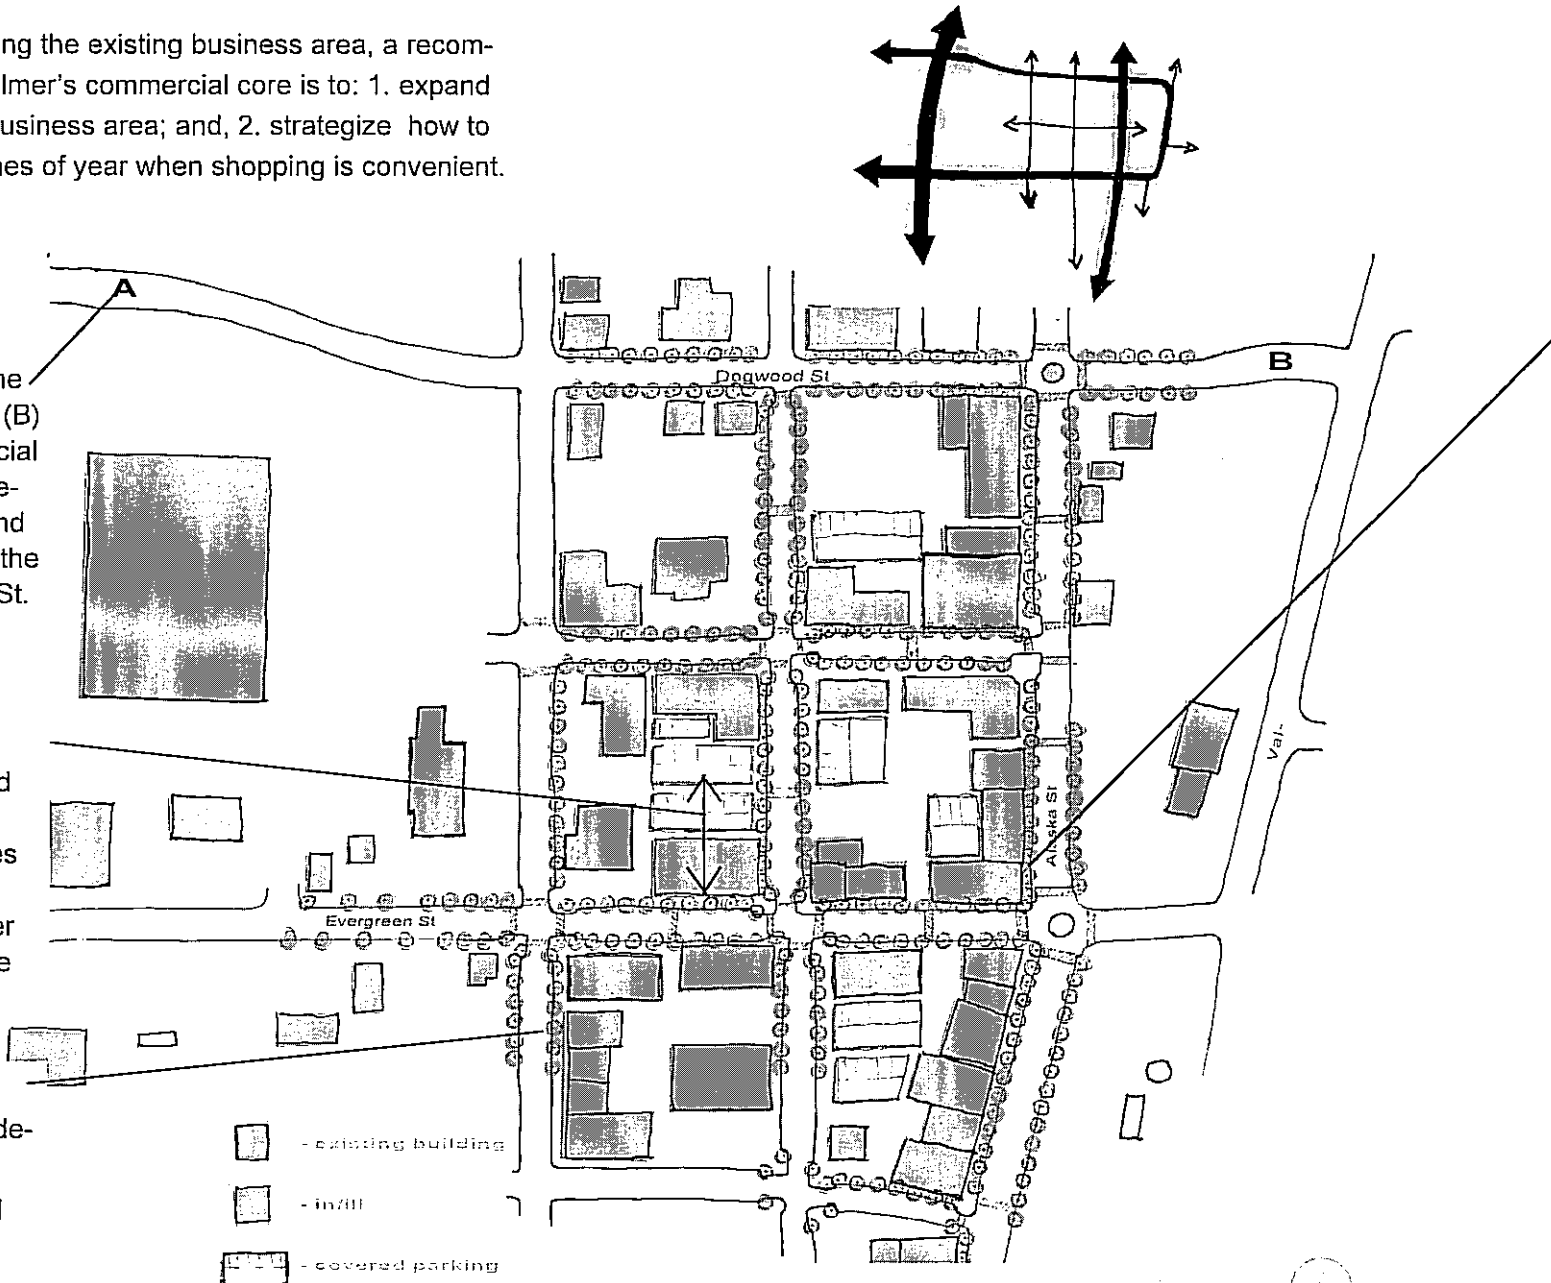 ng the existing business area, a recom-
lmer's commercial core is to: 1. expand
usiness area; and, 2. strategize how to
nes of year when shopping is convenient.
A
B
Dogwood St
ne
(B)
cial
e-
nd
the
St.
Val-
Alaska St
d
es
er
e
Evergreen St
de-
- existing building
- infill
- covered parking